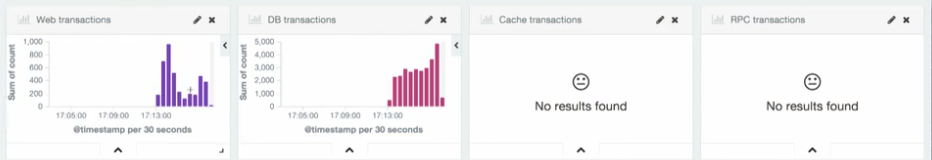 Web transactions
Sum of count
1,000
800
600
400
200
0
17:05:00 17:09:00 17:13:00
@timestamp per 30 seconds
DB transactions
Sum of count
5,000
4,000
3,000
2,000
1,000
0
17:05:00 17:09:00 17:13:00
@timestamp per 30 seconds
Cache transactions
No results found
RPC transactions
No results found